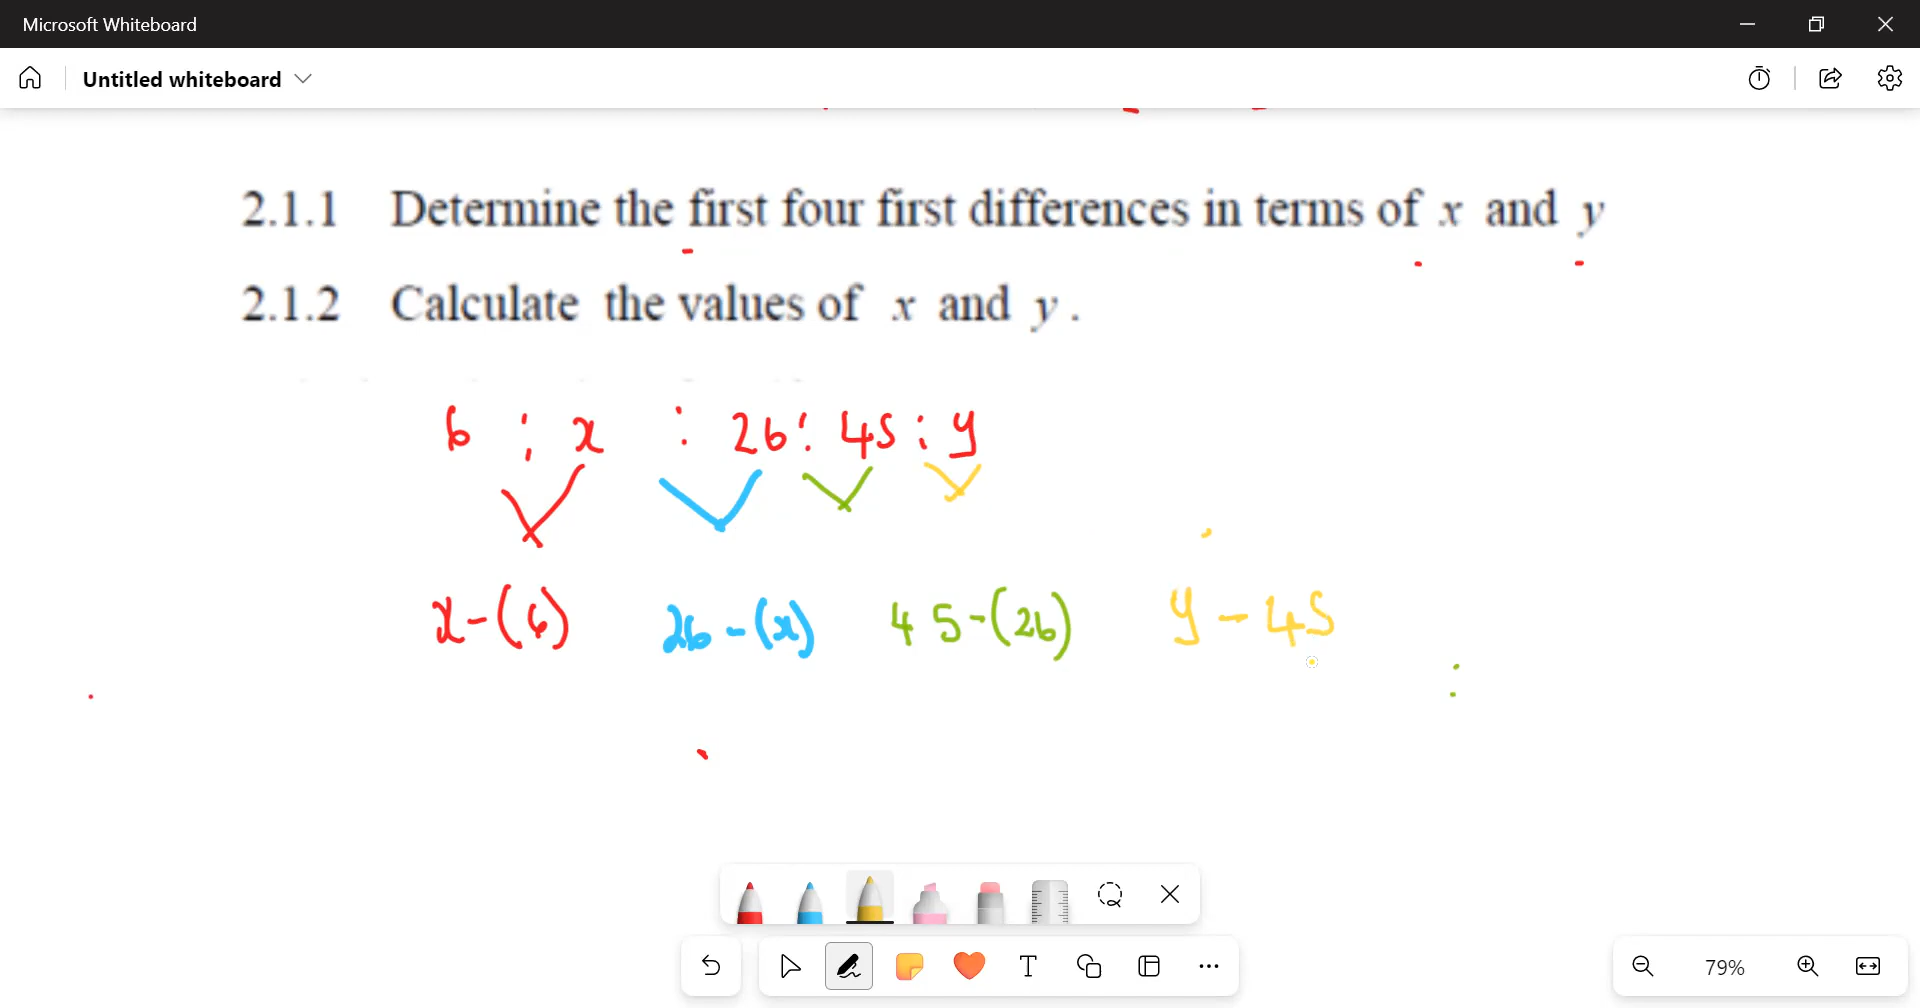 Microsoft Whiteboard
Untitled whiteboard
2.1.1 Determine the first four first differences in terms of x and y
2.1.2 Calculate the values of x and y.
6 ; x : 26 : 45 ; y
x-(6) 26-(x) 45-(26) y-45
T
79%